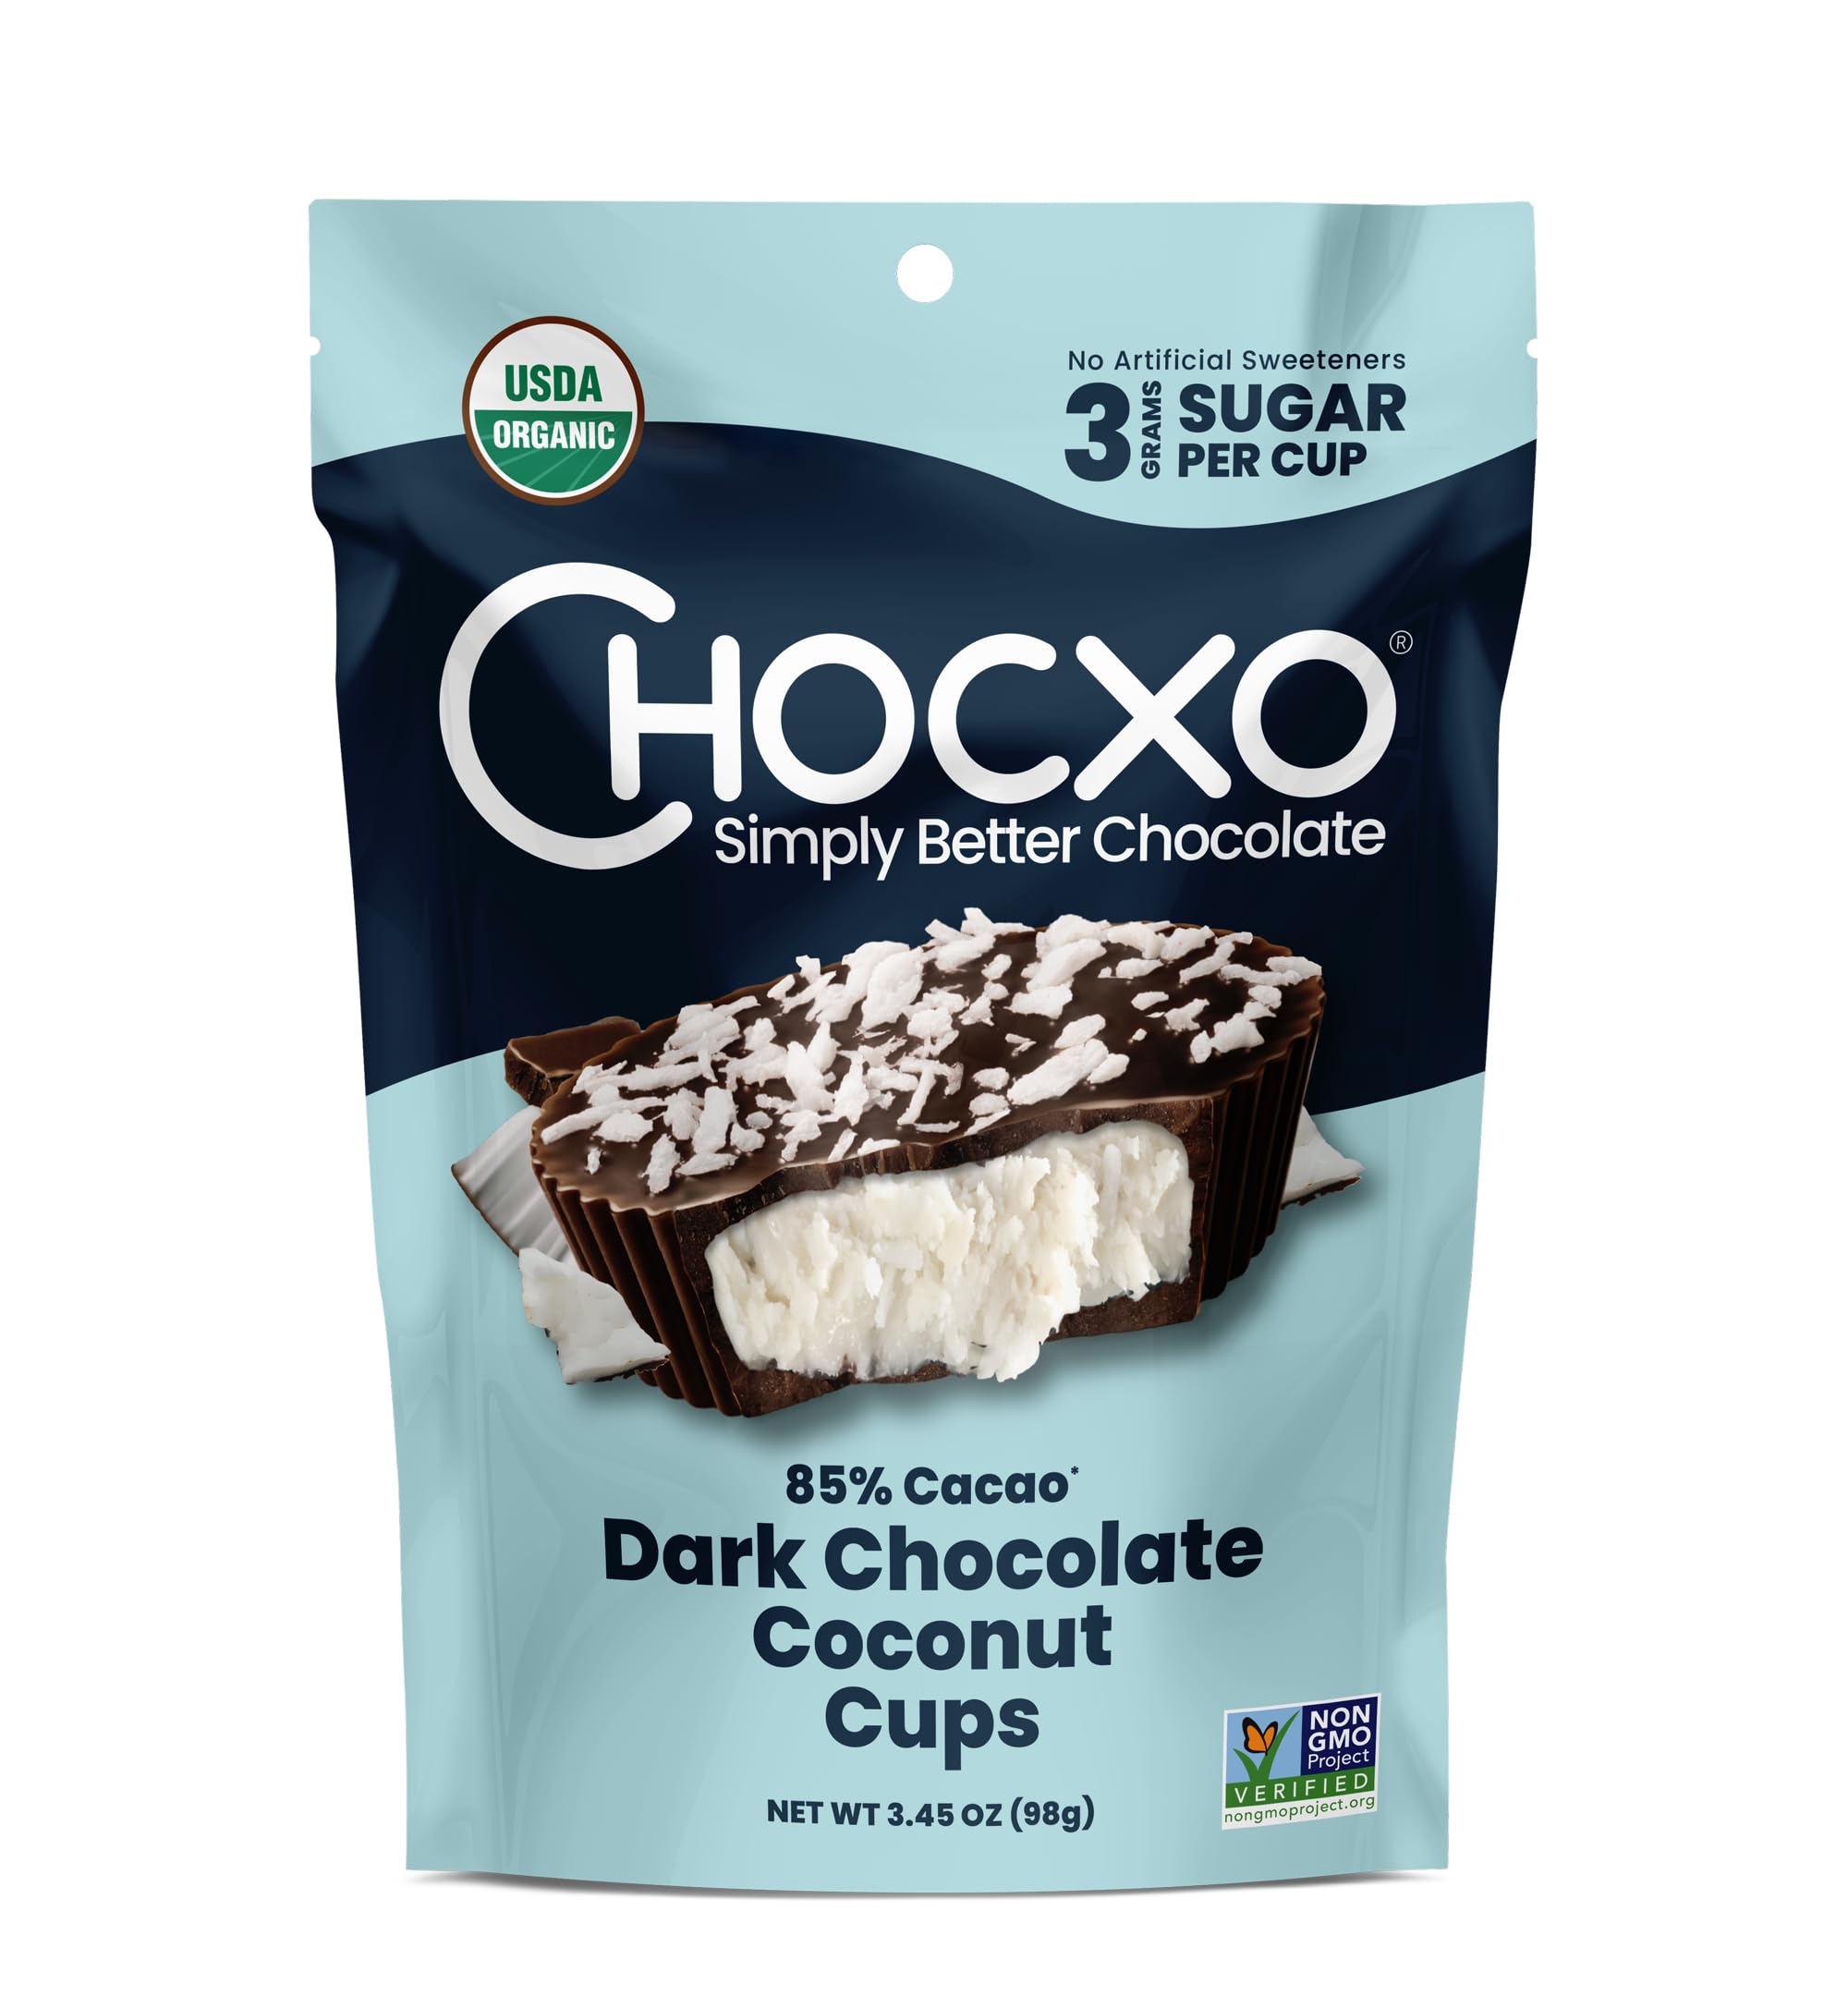 USDA
ORGANIC
No Artificial Sweeteners
3 GRAMS SUGAR
PER CUP
CHOCXO®
Simply Better Chocolate
85% Cacao*
Dark Chocolate
Coconut
Cups
NET WT 3.45 OZ (98g)
NON
GMO
Project
VERIFIED
nongmoproject.org